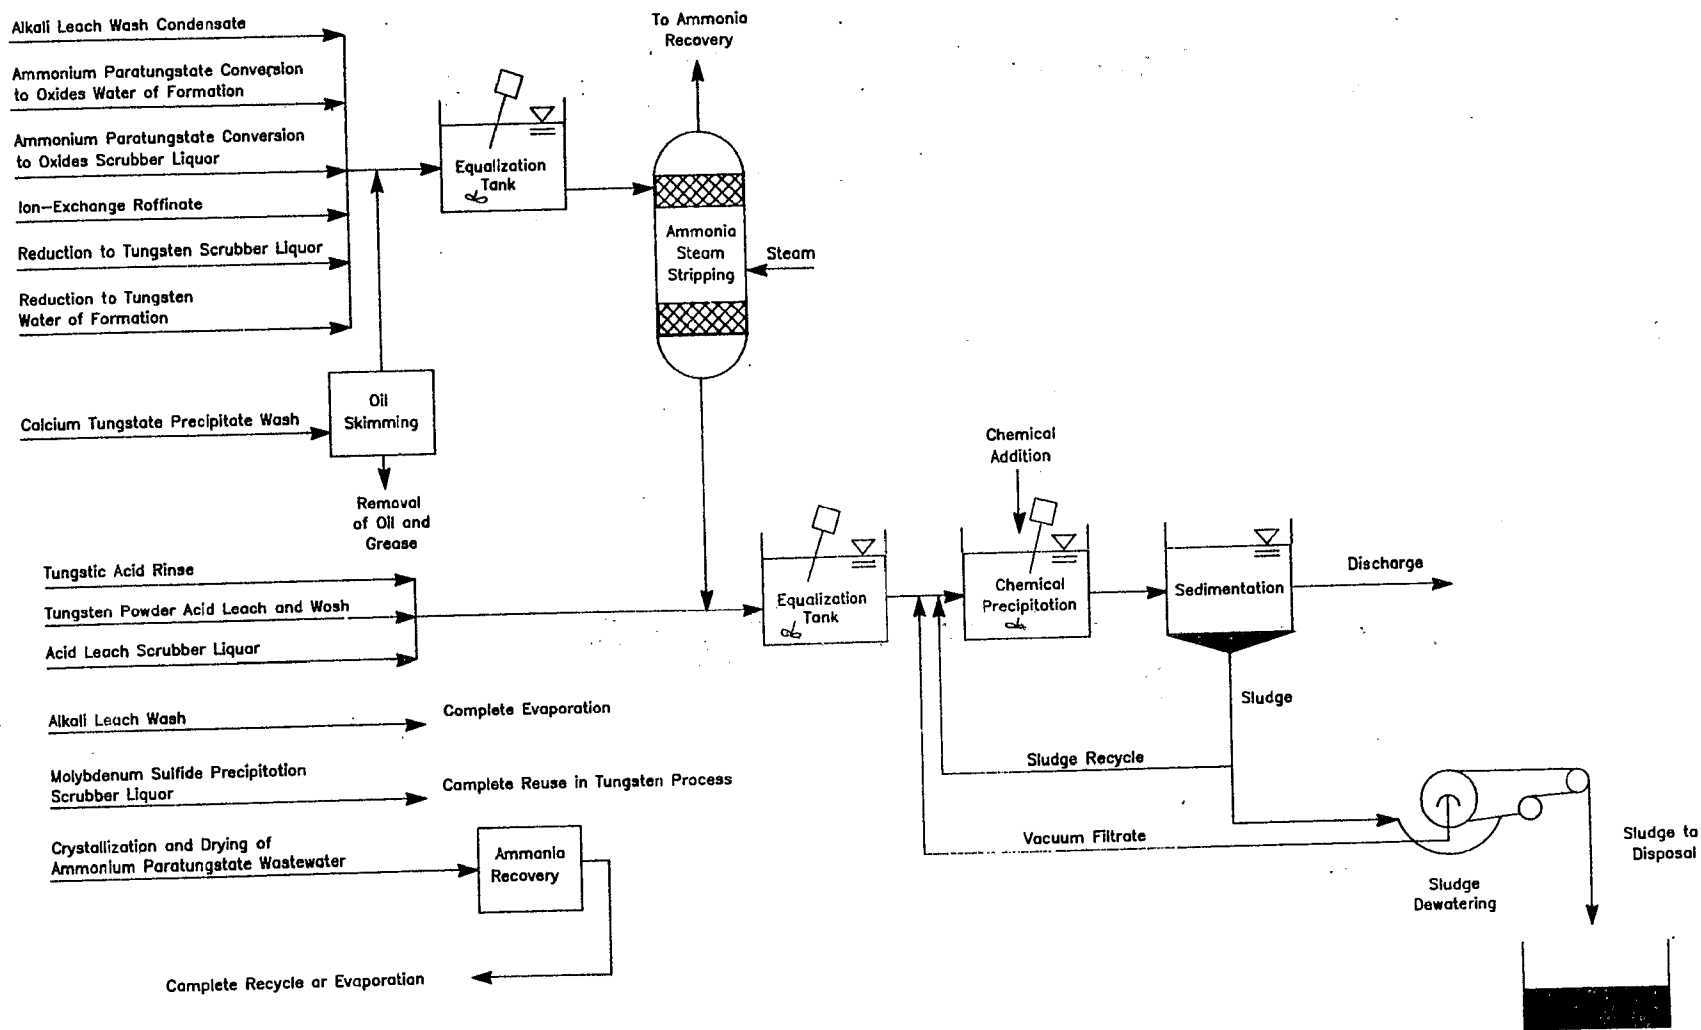 Alkali Leach Wash Condensate
Ammonium Paratungstate Conversion
to Oxides Water of Formation
Ammonium Paratungstate Conversion
to Oxides Scrubber Liquor
Ion-Exchange Roffinate
Reduction to Tungsten Scrubber Liquor
Reduction to Tungsten
Water of Formation
Calcium Tungstate Precipitate Wash
Oil
Skimming
Removal
of Oil and
Grease
Equalization
Tank
To Ammonia
Recovery
Ammonia
Steam
Stripping
Steam
Tungstic Acid Rinse
Tungsten Powder Acid Leach and Wash
Acid Leach Scrubber Liquor
Equalization
Tank
Chemical
Addition
Chemical
Precipitation
Sedimentation
Discharge
Sludge
Sludge Recycle
Vacuum Filtrate
Sludge
Dewatering
Sludge to
Disposal
Alkali Leach Wash
Complete Evaporation
Molybdenum Sulfide Precipitation
Scrubber Liquor
Complete Reuse in Tungsten Process
Crystallization and Drying of
Ammonium Paratungstate Wastewater
Ammonia
Recovery
Complete Recycle or Evaporation